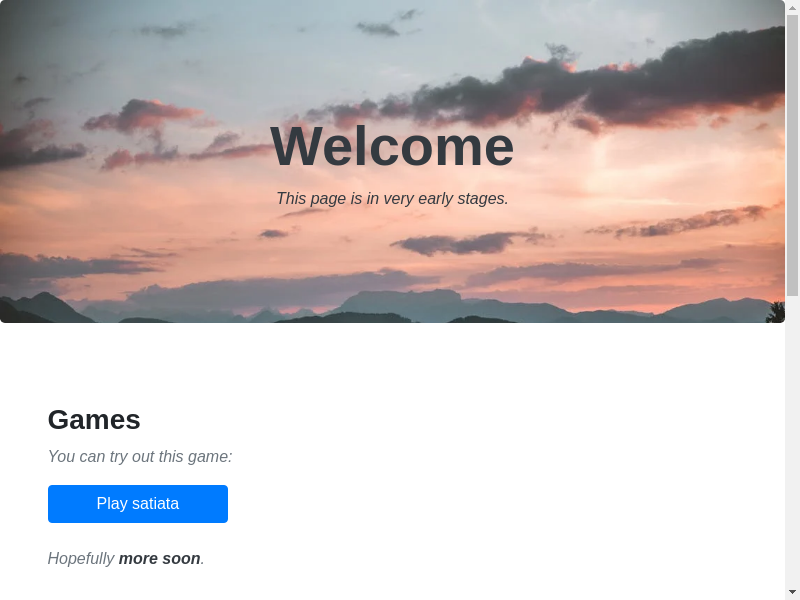 Welcome
This page is in very early stages.
Games
You can try out this game:
Play satiata
Hopefully more soon.